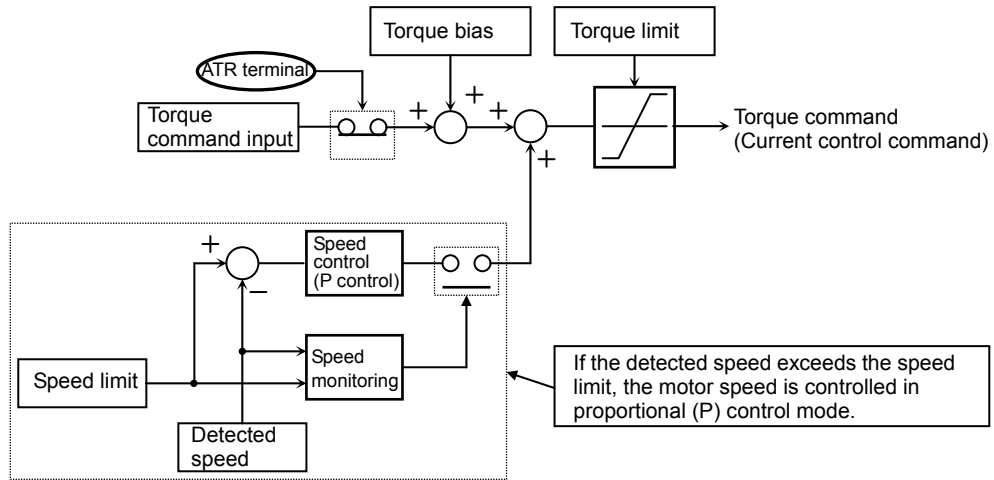 Torque bias
Torque limit
ATR terminal
Torque
command input
+
+
+
+
Torque command
(Current control command)
+
−
Speed
control
(P control)
Speed limit
Speed
monitoring
Detected
speed
If the detected speed exceeds the speed
limit, the motor speed is controlled in
proportional (P) control mode.